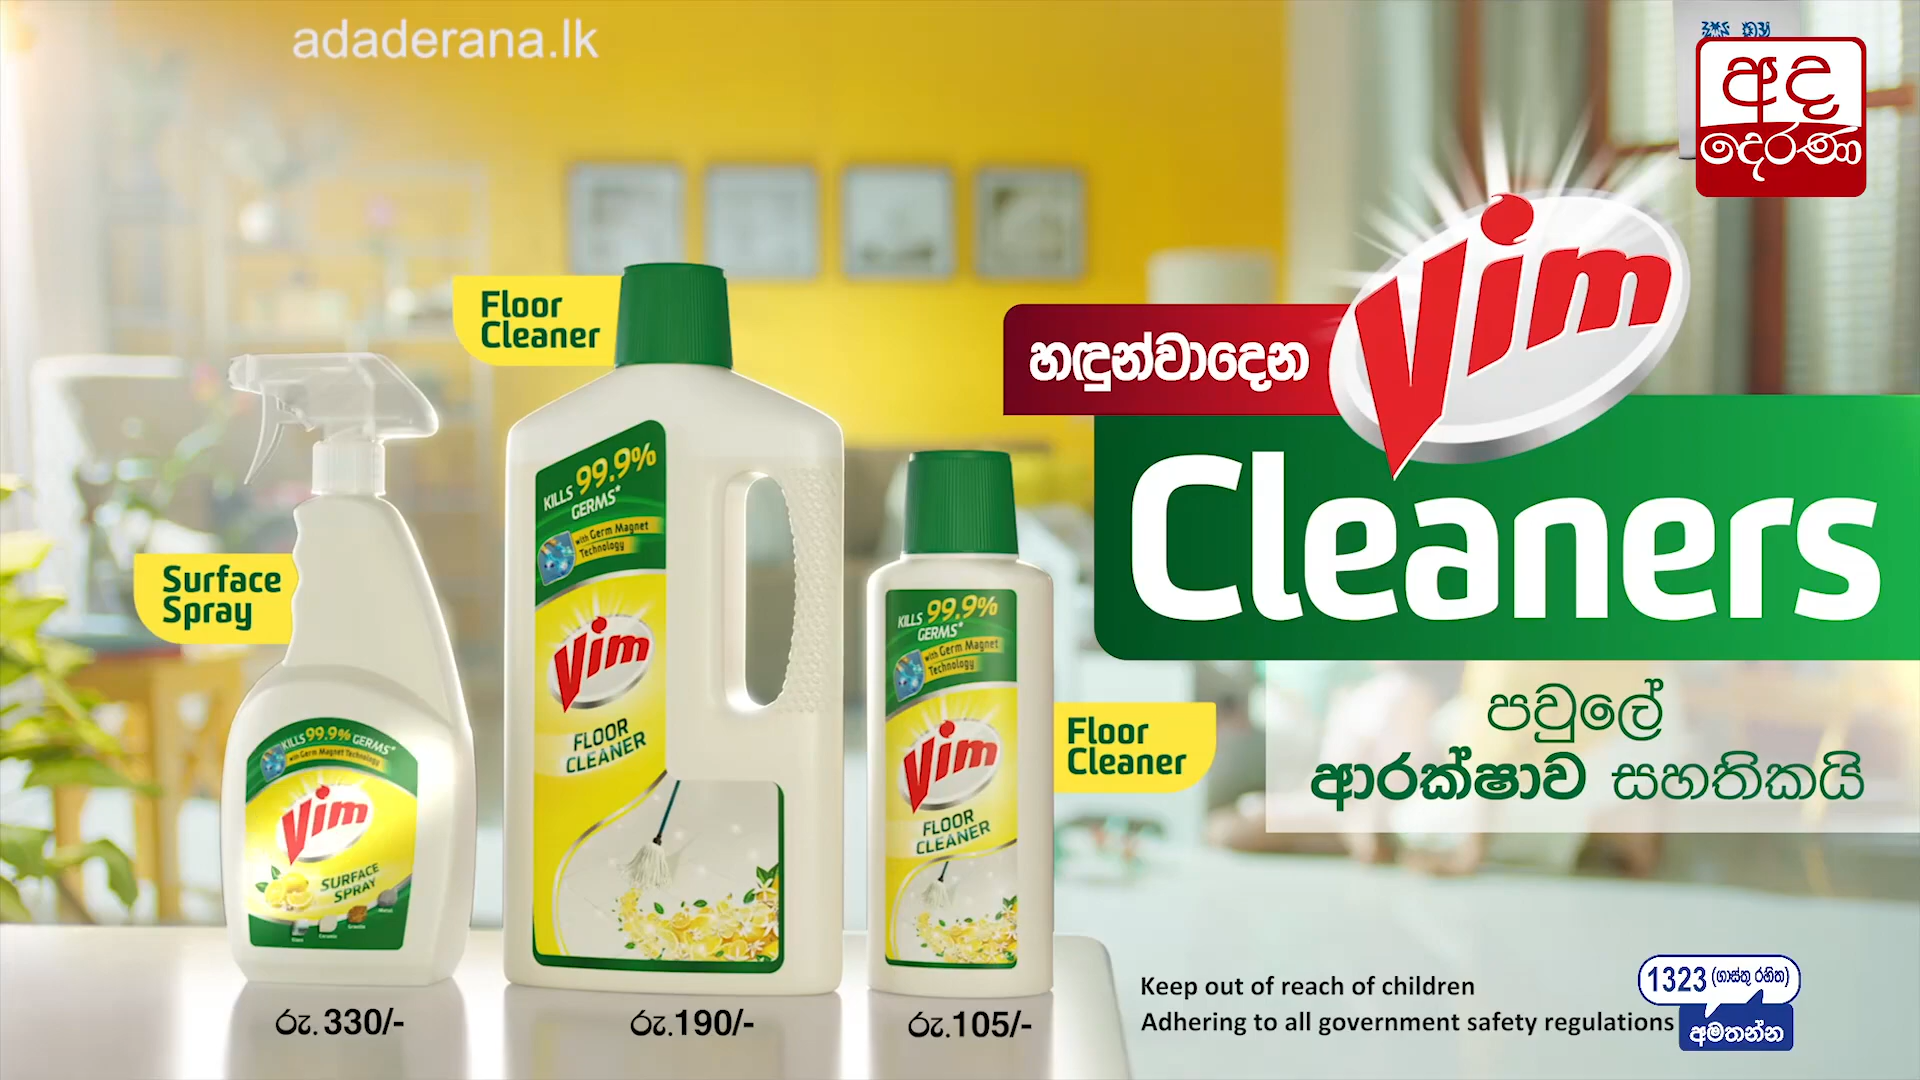 adaderana.lk
අද
දෙරණ
හඳුන්වාදෙන
Vim
Cleaners
පවුලේ
ආරක්ෂාව සහතිකයි
Floor
Cleaner
Surface
Spray
Floor
Cleaner
KILLS 99.9% GERMS*
with Germ Magnet Technology
Vim
SURFACE
SPRAY
KILLS 99.9%
GERMS*
with Germ Magnet
Technology
Vim
FLOOR
CLEANER
KILLS 99.9%
GERMS*
with Germ Magnet
Technology
Vim
FLOOR
CLEANER
රු. 330/-
රු.190/-
රු.105/-
Keep out of reach of children
Adhering to all government safety regulations
1323 (ගාස්තු රහිත)
අමතන්න